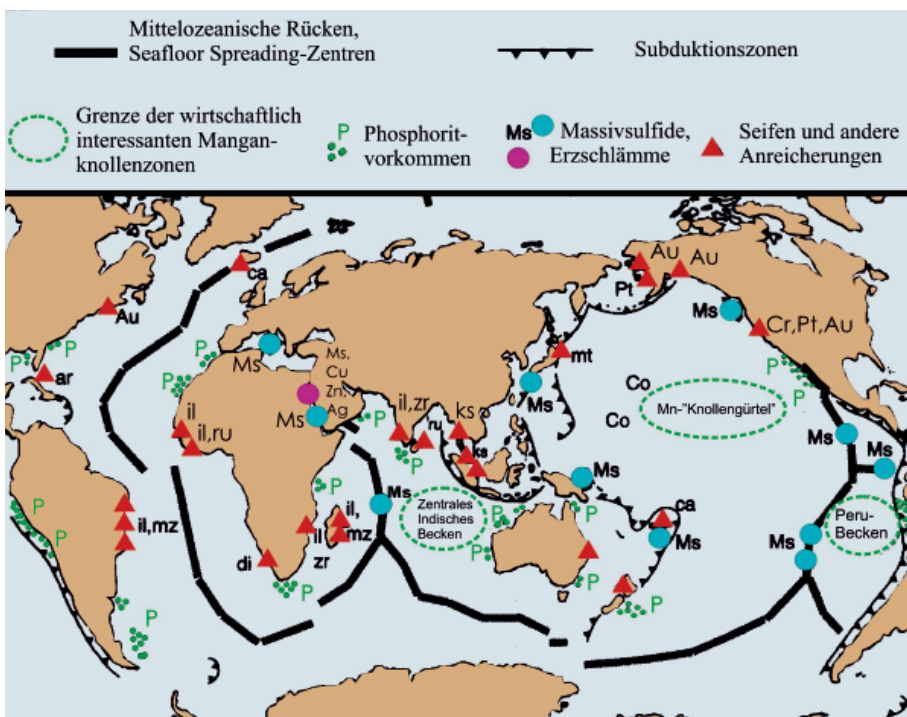 Mittelozeanische Rücken,
Seafloor Spreading-Zentren
Subduktionszonen
Grenze der wirtschaftlich
interessanten Mangan-
knollenzonen
P
Phosphorit-
vorkommen
Ms
Massivsulfide,
Erzschlämme
Seifen und andere
Anreicherungen
ca
Au
Au
Pt
Au
Ms
Cr,Pt,Au
P
P
ar
Ms
Ms,
Cu
Zn,
Ag
mt
Ms
P
P
Co
Co
Mn-"Knollengürtel"
P
il
il,ru
Ms
P
il,zr
ru
P
ks
ks
Ms
Ms
Ms
P
il,mz
P
Ms
Zentrales
Indisches
Becken
P
P
ca
Ms
Ms
Peru-
Becken
P
di
il
zr
il,
mz
P
P
P
P
P